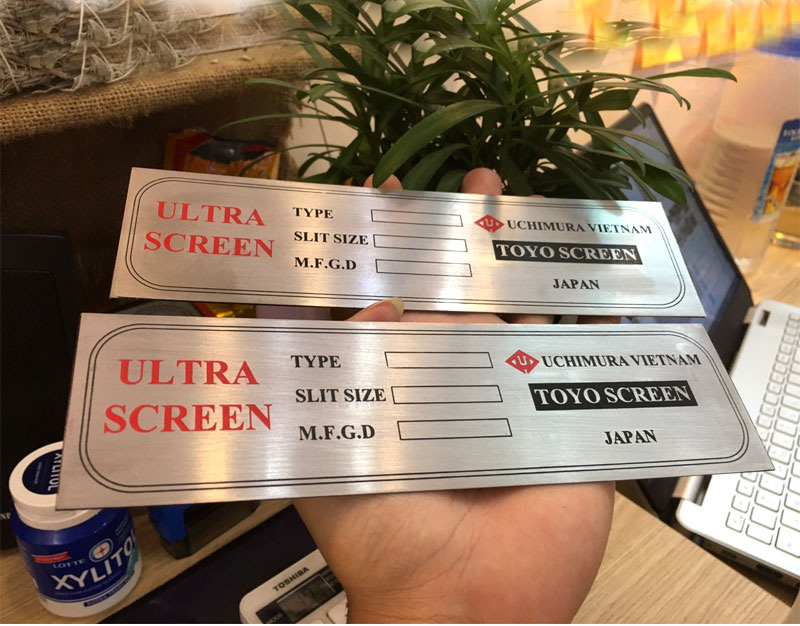 ULTRA
SCREEN
TYPE
SLIT SIZE
M.F.G.D
UCHIMURA VIETNAM
TOYO SCREEN
JAPAN
ULTRA
SCREEN
TYPE
SLIT SIZE
M.F.G.D
UCHIMURA VIETNAM
TOYO SCREEN
JAPAN
XYLITOL
LOTTE
XYLITO
TOSHIBA